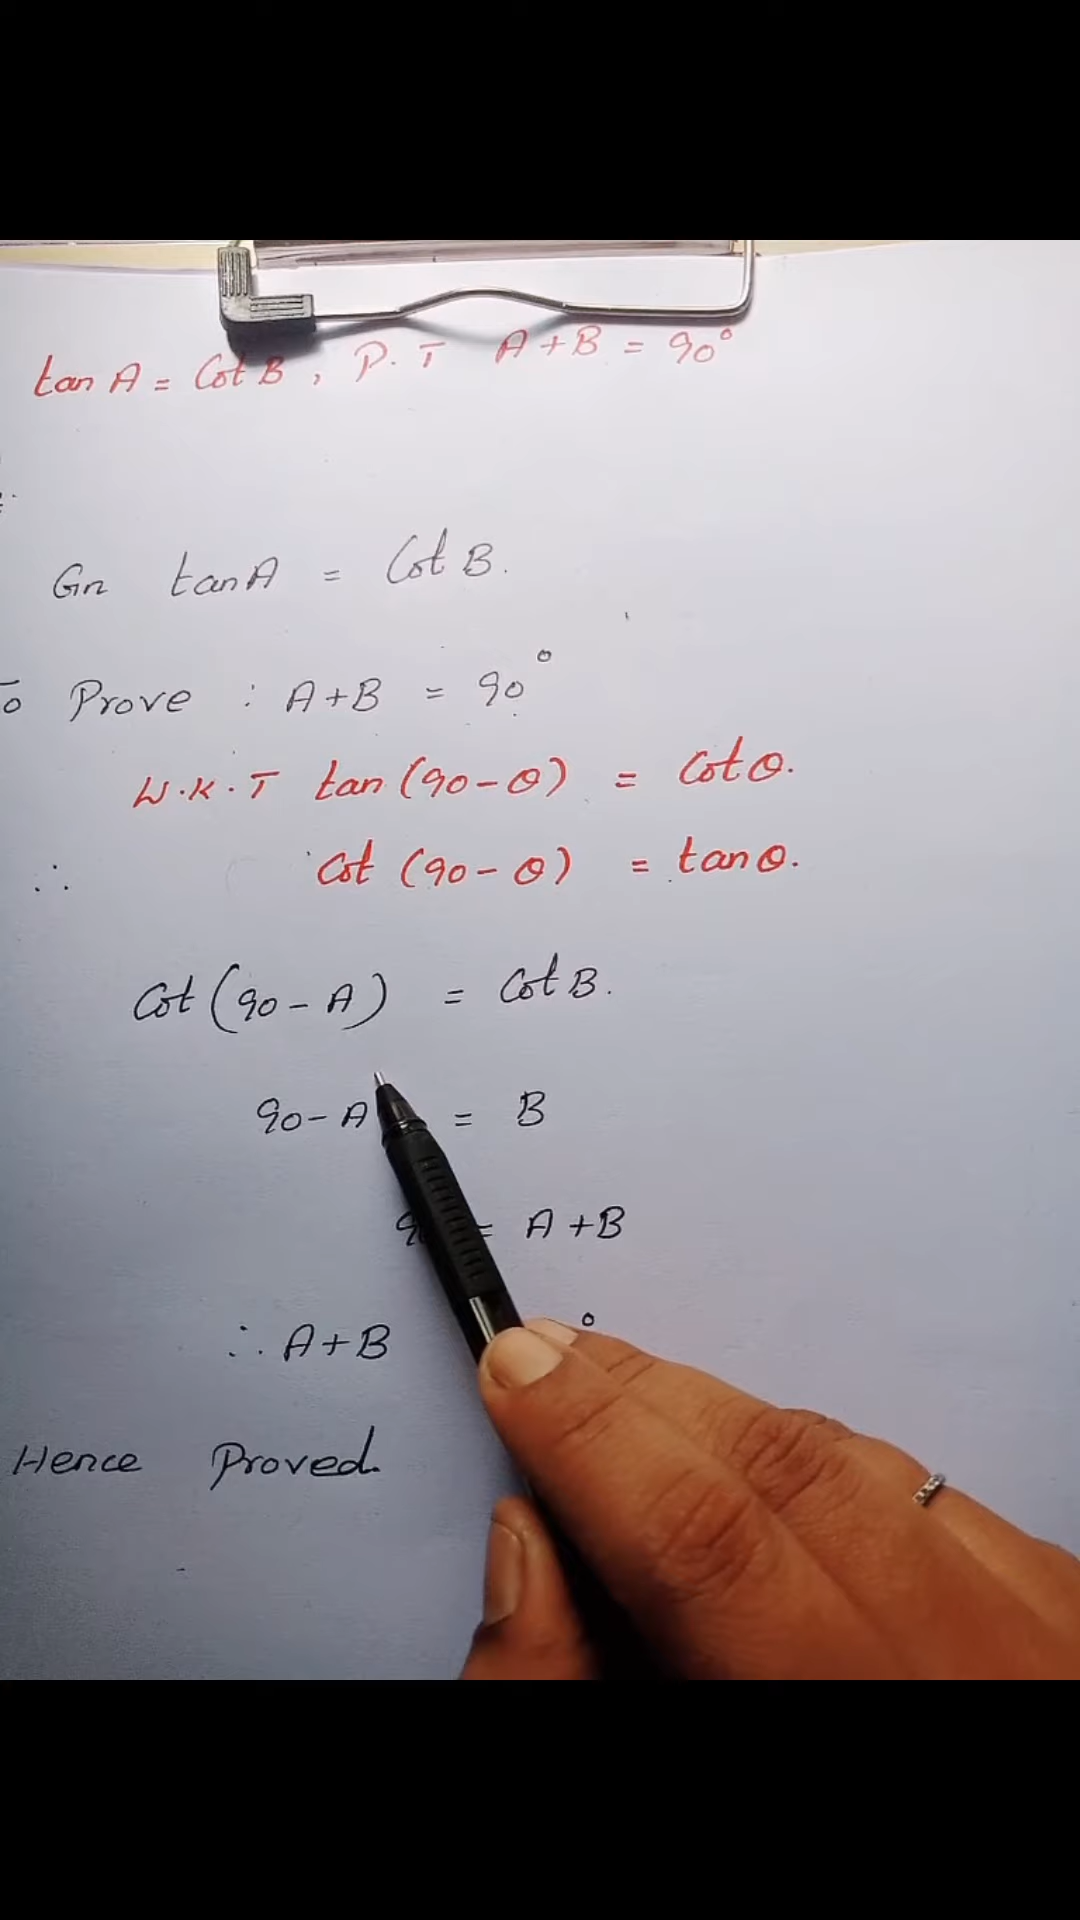 tan A = Cot B, P.T A+B = 90°
Gn tan A = Cot B.
To Prove : A+B = 90°
W.K.T tan (90-θ) = Cot θ.
∴ Cot (90-θ) = tan θ.
Cot (90-A) = Cot B.
90-A = B
= A+B
∴ A+B °
Hence Proved.